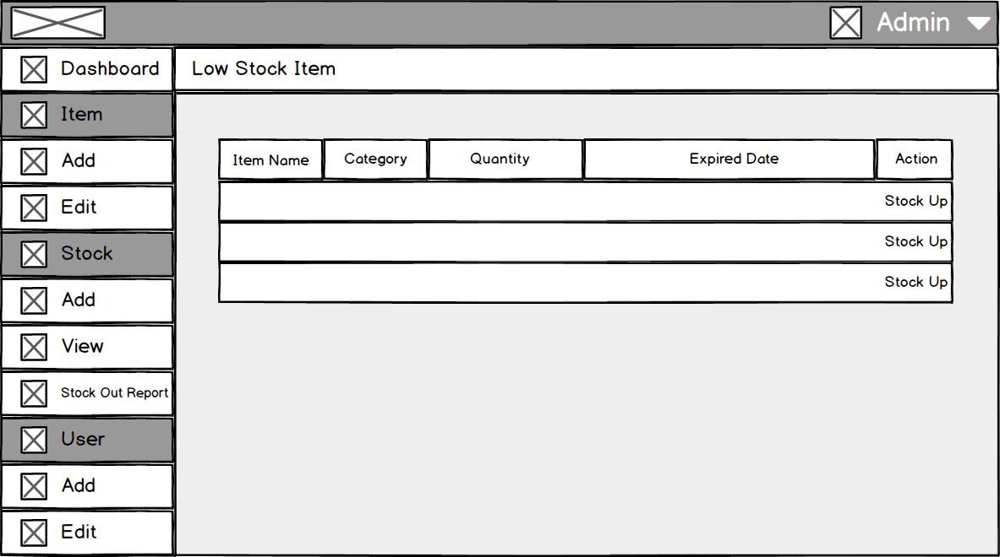 Admin
Dashboard
Low Stock Item
Item
Add
Edit
Stock
Add
View
Stock Out Report
User
Add
Edit
Item Name Category Quantity Expired Date Action
Stock Up
Stock Up
Stock Up